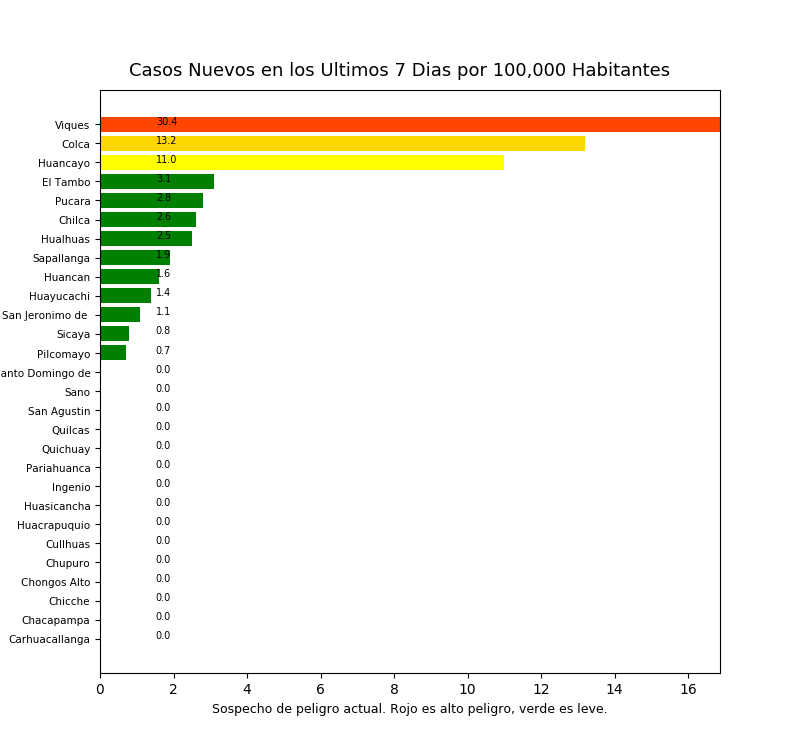 Casos Nuevos en los Ultimos 7 Dias por 100,000 Habitantes
Viques 30.4
Colca 13.2
Huancayo 11.0
El Tambo 3.1
Pucara 2.8
Chilca 2.6
Hualhuas 2.5
Sapallanga 1.9
Huancan 1.6
Huayucachi 1.4
San Jeronimo de 1.1
Sicaya 0.8
Pilcomayo 0.7
anto Domingo de 0.0
Sano 0.0
San Agustin 0.0
Quilcas 0.0
Quichuay 0.0
Pariahuanca 0.0
Ingenio 0.0
Huasicancha 0.0
Huacrapuquio 0.0
Cullhuas 0.0
Chupuro 0.0
Chongos Alto 0.0
Chicche 0.0
Chacapampa 0.0
Carhuacallanga 0.0
0 2 4 6 8 10 12 14 16
Sospecho de peligro actual. Rojo es alto peligro, verde es leve.